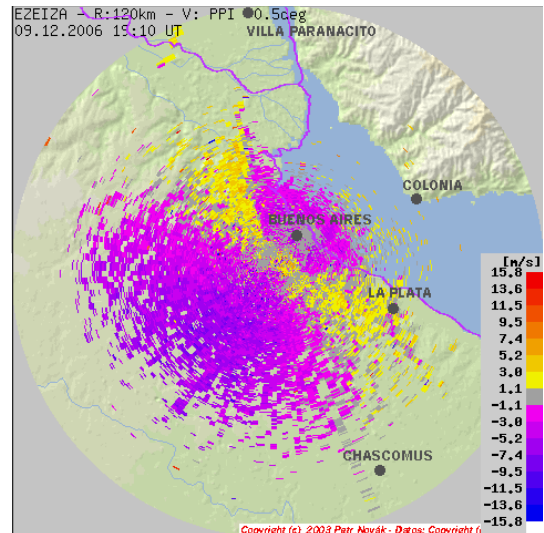 EZEIZA - R:120km - V: PPI 0.5deg
09.12.2006 19:10 UT
VILLA PARANACITO
COLONIA
BUENOS AIRES
LA PLATA
CHASCOMUS
[m/s]
15.8
13.6
11.5
9.5
7.4
5.2
3.0
1.1
-1.1
-3.0
-5.2
-7.4
-9.5
-11.5
-13.6
-15.8
Copyright (c) 2003 Petr Novák - Datos: Copyright (